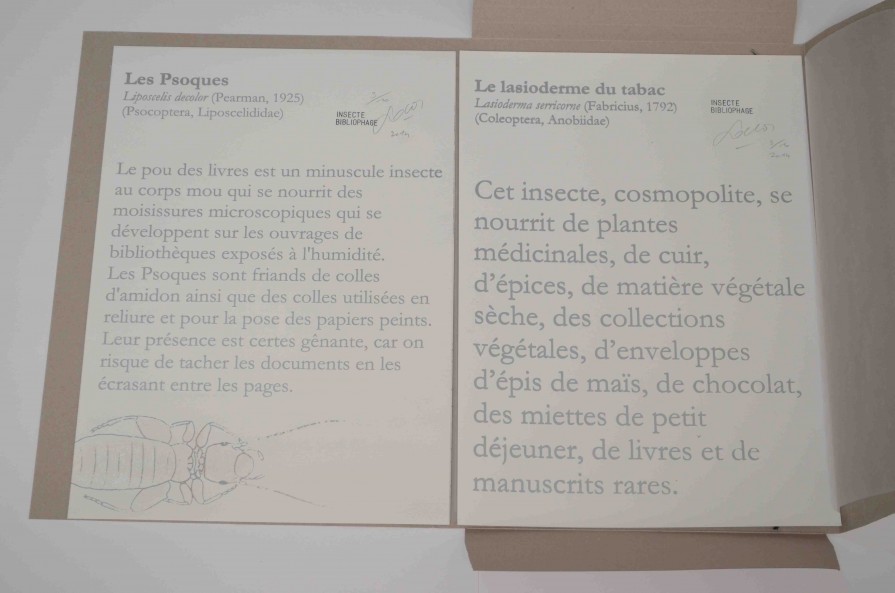 Les Psoques
Liposcelis decolor (Pearman, 1925)
(Psocoptera, Liposcelididae)
INSECTE
BIBLIOPHAGE
Le pou des livres est un minuscule insecte
au corps mou qui se nourrit des
moisissures microscopiques qui se
développent sur les ouvrages de
bibliothèques exposés à l'humidité.
Les Psoques sont friands de colles
d'amidon ainsi que des colles utilisées en
reliure et pour la pose des papiers peints.
Leur présence est certes gênante, car on
risque de tacher les documents en les
écrasant entre les pages.
Le lasioderme du tabac
Lasioderma serricorne (Fabricius, 1792)
(Coleoptera, Anobiidae)
INSECTE
BIBLIOPHAGE
Cet insecte, cosmopolite, se
nourrit de plantes
médicinales, de cuir,
d’épices, de matière végétale
sèche, des collections
végétales, d’enveloppes
d’épis de maïs, de chocolat,
des miettes de petit
déjeuner, de livres et de
manuscrits rares.